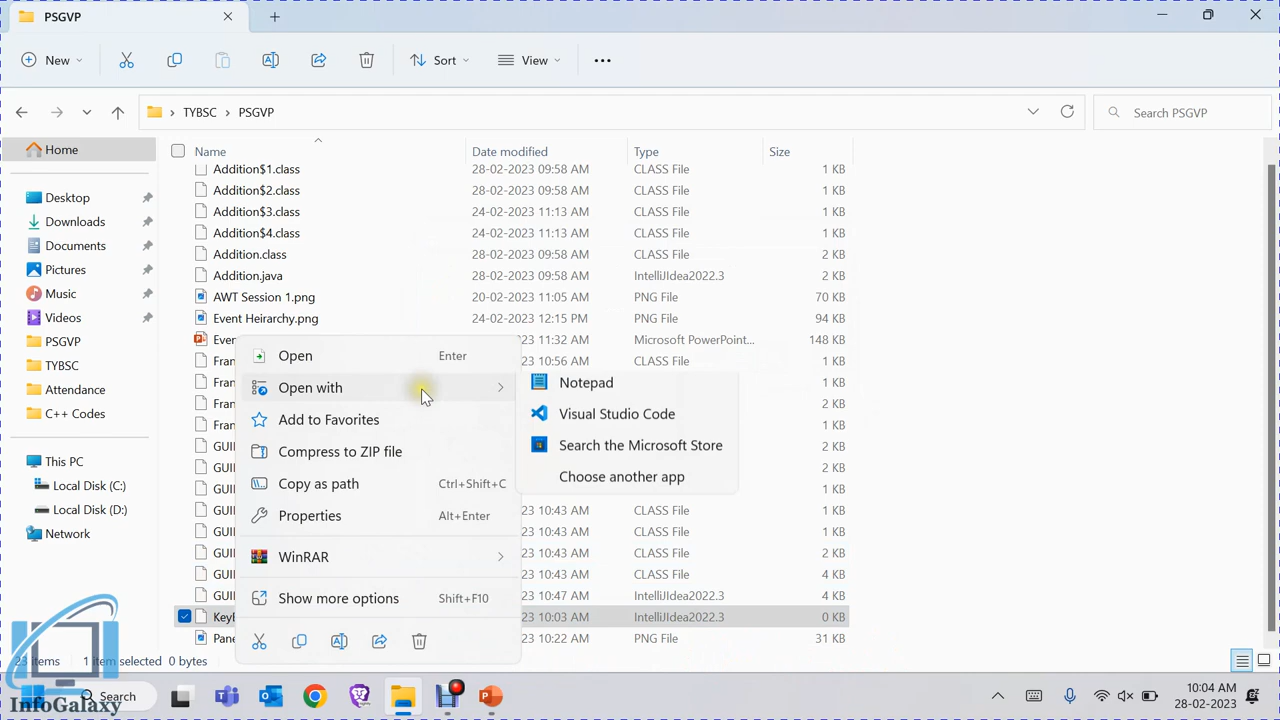 PSGVP
New
Sort
View
TYBSC
PSGVP
Search PSGVP
Home
Desktop
Downloads
Documents
Pictures
Music
Videos
PSGVP
TYBSC
Attendance
C++ Codes
This PC
Local Disk (C:)
Local Disk (D:)
Network
Name Date modified Type Size
Addition$1.class 28-02-2023 09:58 AM CLASS File 1 KB
Addition$2.class 28-02-2023 09:58 AM CLASS File 1 KB
Addition$3.class 24-02-2023 11:13 AM CLASS File 1 KB
Addition$4.class 24-02-2023 11:13 AM CLASS File 1 KB
Addition.class 28-02-2023 09:58 AM CLASS File 2 KB
Addition.java 28-02-2023 09:58 AM IntelliJIdea2022.3 2 KB
AWT Session 1.png 20-02-2023 11:05 AM PNG File 70 KB
Event Heirarchy.png 24-02-2023 12:15 PM PNG File 94 KB
11:32 AM Microsoft PowerPoint... 148 KB
10:56 AM CLASS File 1 KB
CLASS File 1 KB
CLASS File 2 KB
1 KB
2 KB
2 KB
1 KB
10:43 AM CLASS File 1 KB
10:43 AM CLASS File 1 KB
10:43 AM CLASS File 2 KB
10:43 AM CLASS File 4 KB
10:47 AM IntelliJIdea2022.3 4 KB
10:03 AM IntelliJIdea2022.3 0 KB
10:22 AM PNG File 31 KB
Open Enter
Open with
Add to Favorites
Compress to ZIP file
Copy as path Ctrl+Shift+C
Properties Alt+Enter
WinRAR
Show more options Shift+F10
Notepad
Visual Studio Code
Search the Microsoft Store
Choose another app
23 items 1 item selected 0 bytes
InfoGalaxy
Search
10:04 AM
28-02-2023